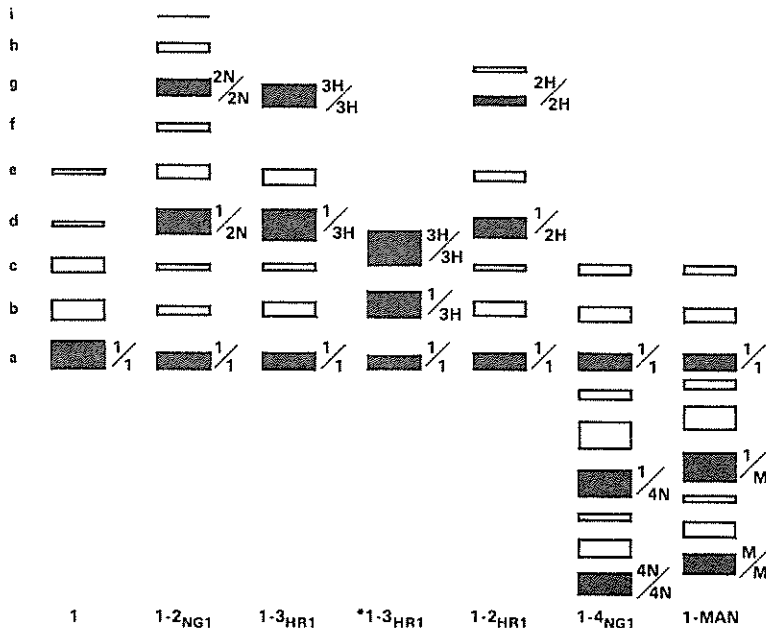 i
h
g 2N/2N 3H/3H 2H/2H
f
e
d 1/2N 1/3H 3H/3H 1/2H
c
b 1/3H
a 1/1 1/1 1/1 1/1 1/1 1/1 1/1
1/4N 1/M
4N/4N M/M
1 1-2NG1 1-3HR1 *1-3HR1 1-2HR1 1-4NG1 1-MAN